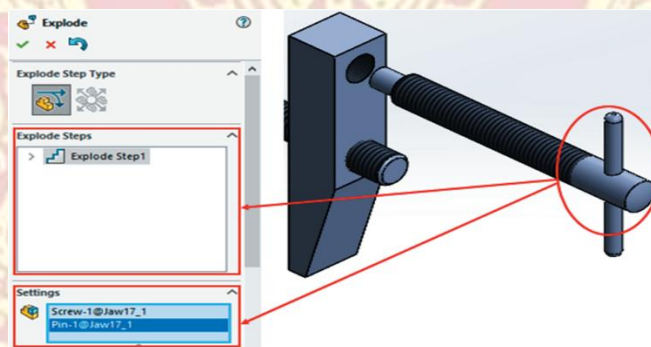 Explode
Explode Step Type
Explode Steps
Explode Step1
Settings
Screw-1@Jaw17_1
Pin-1@Jaw17_1